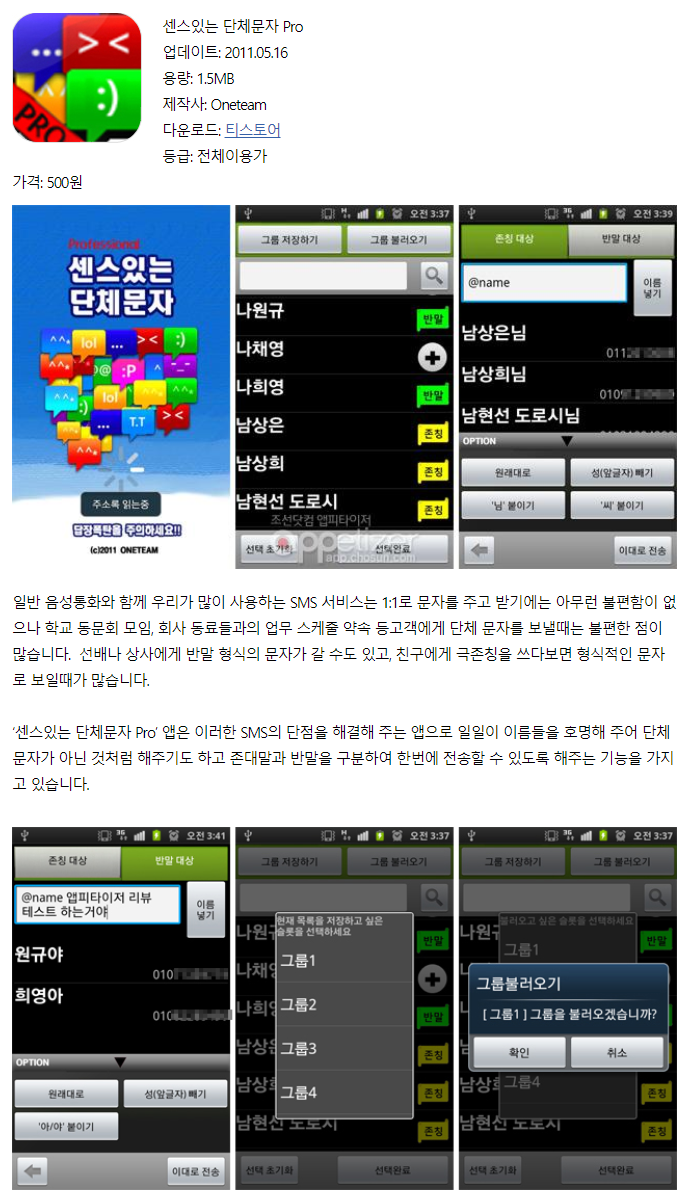 센스있는 단체문자 Pro
업데이트: 2011.05.16
용량: 1.5MB
제작사: Oneteam
다운로드: 티스토어
등급: 전체이용가
가격: 500원
PRO
Professional
센스있는
단체문자
주소록 읽는중
답장폭탄을 주의하세요!!
(c)2011 ONETEAM
오전 3:37
그룹 저장하기
그룹 불러오기
나원규
반말
나채영
나희영
반말
남상은
존칭
남상희
존칭
남현선 도로시
존칭
조선닷컴 앱피타이저
appetizer
app.chosun.com
선택 초기화
선택완료
오전 3:39
존칭 대상
반말 대상
@name
이름
넣기
남상은님
011
남상희님
010
남현선 도로시님
OPTION
원래대로
성(앞글자) 빼기
'님' 붙이기
'씨' 붙이기
이대로 전송
일반 음성통화와 함께 우리가 많이 사용하는 SMS 서비스는 1:1로 문자를 주고 받기에는 아무런 불편함이 없
으나 학교 동문회 모임, 회사 동료들과의 업무 스케줄 약속 등고객에게 단체 문자를 보낼때는 불편한 점이
많습니다. 선배나 상사에게 반말 형식의 문자가 갈 수도 있고, 친구에게 극존칭을 쓰다보면 형식적인 문자
로 보일때가 많습니다.
'센스있는 단체문자 Pro' 앱은 이러한 SMS의 단점을 해결해 주는 앱으로 일일이 이름들을 호명해 주어 단체
문자가 아닌 것처럼 해주기도 하고 존대말과 반말을 구분하여 한번에 전송할 수 있도록 해주는 기능을 가지
고 있습니다.
오전 3:41
존칭 대상
반말 대상
@name 앱피타이저 리뷰
테스트 하는거야
이름
넣기
원규야
010
희영아
010
OPTION
원래대로
성(앞글자) 빼기
'아/야' 붙이기
이대로 전송
오전 3:37
그룹 저장하기
그룹 불러오기
현재 목록을 저장하고 싶은
슬롯을 선택하세요
그룹1
그룹2
그룹3
그룹4
반말
반말
존칭
존칭
남현선 도로시
존칭
선택 초기화
선택완료
오전 3:37
그룹 저장하기
그룹 불러오기
불러오고 싶은 슬롯을 선택하세요
그룹1
반말
그룹불러오기
[ 그룹1 ] 그룹을 불러오겠습니까?
확인
취소
그룹4
존칭
남현선 도로시
존칭
선택 초기화
선택완료